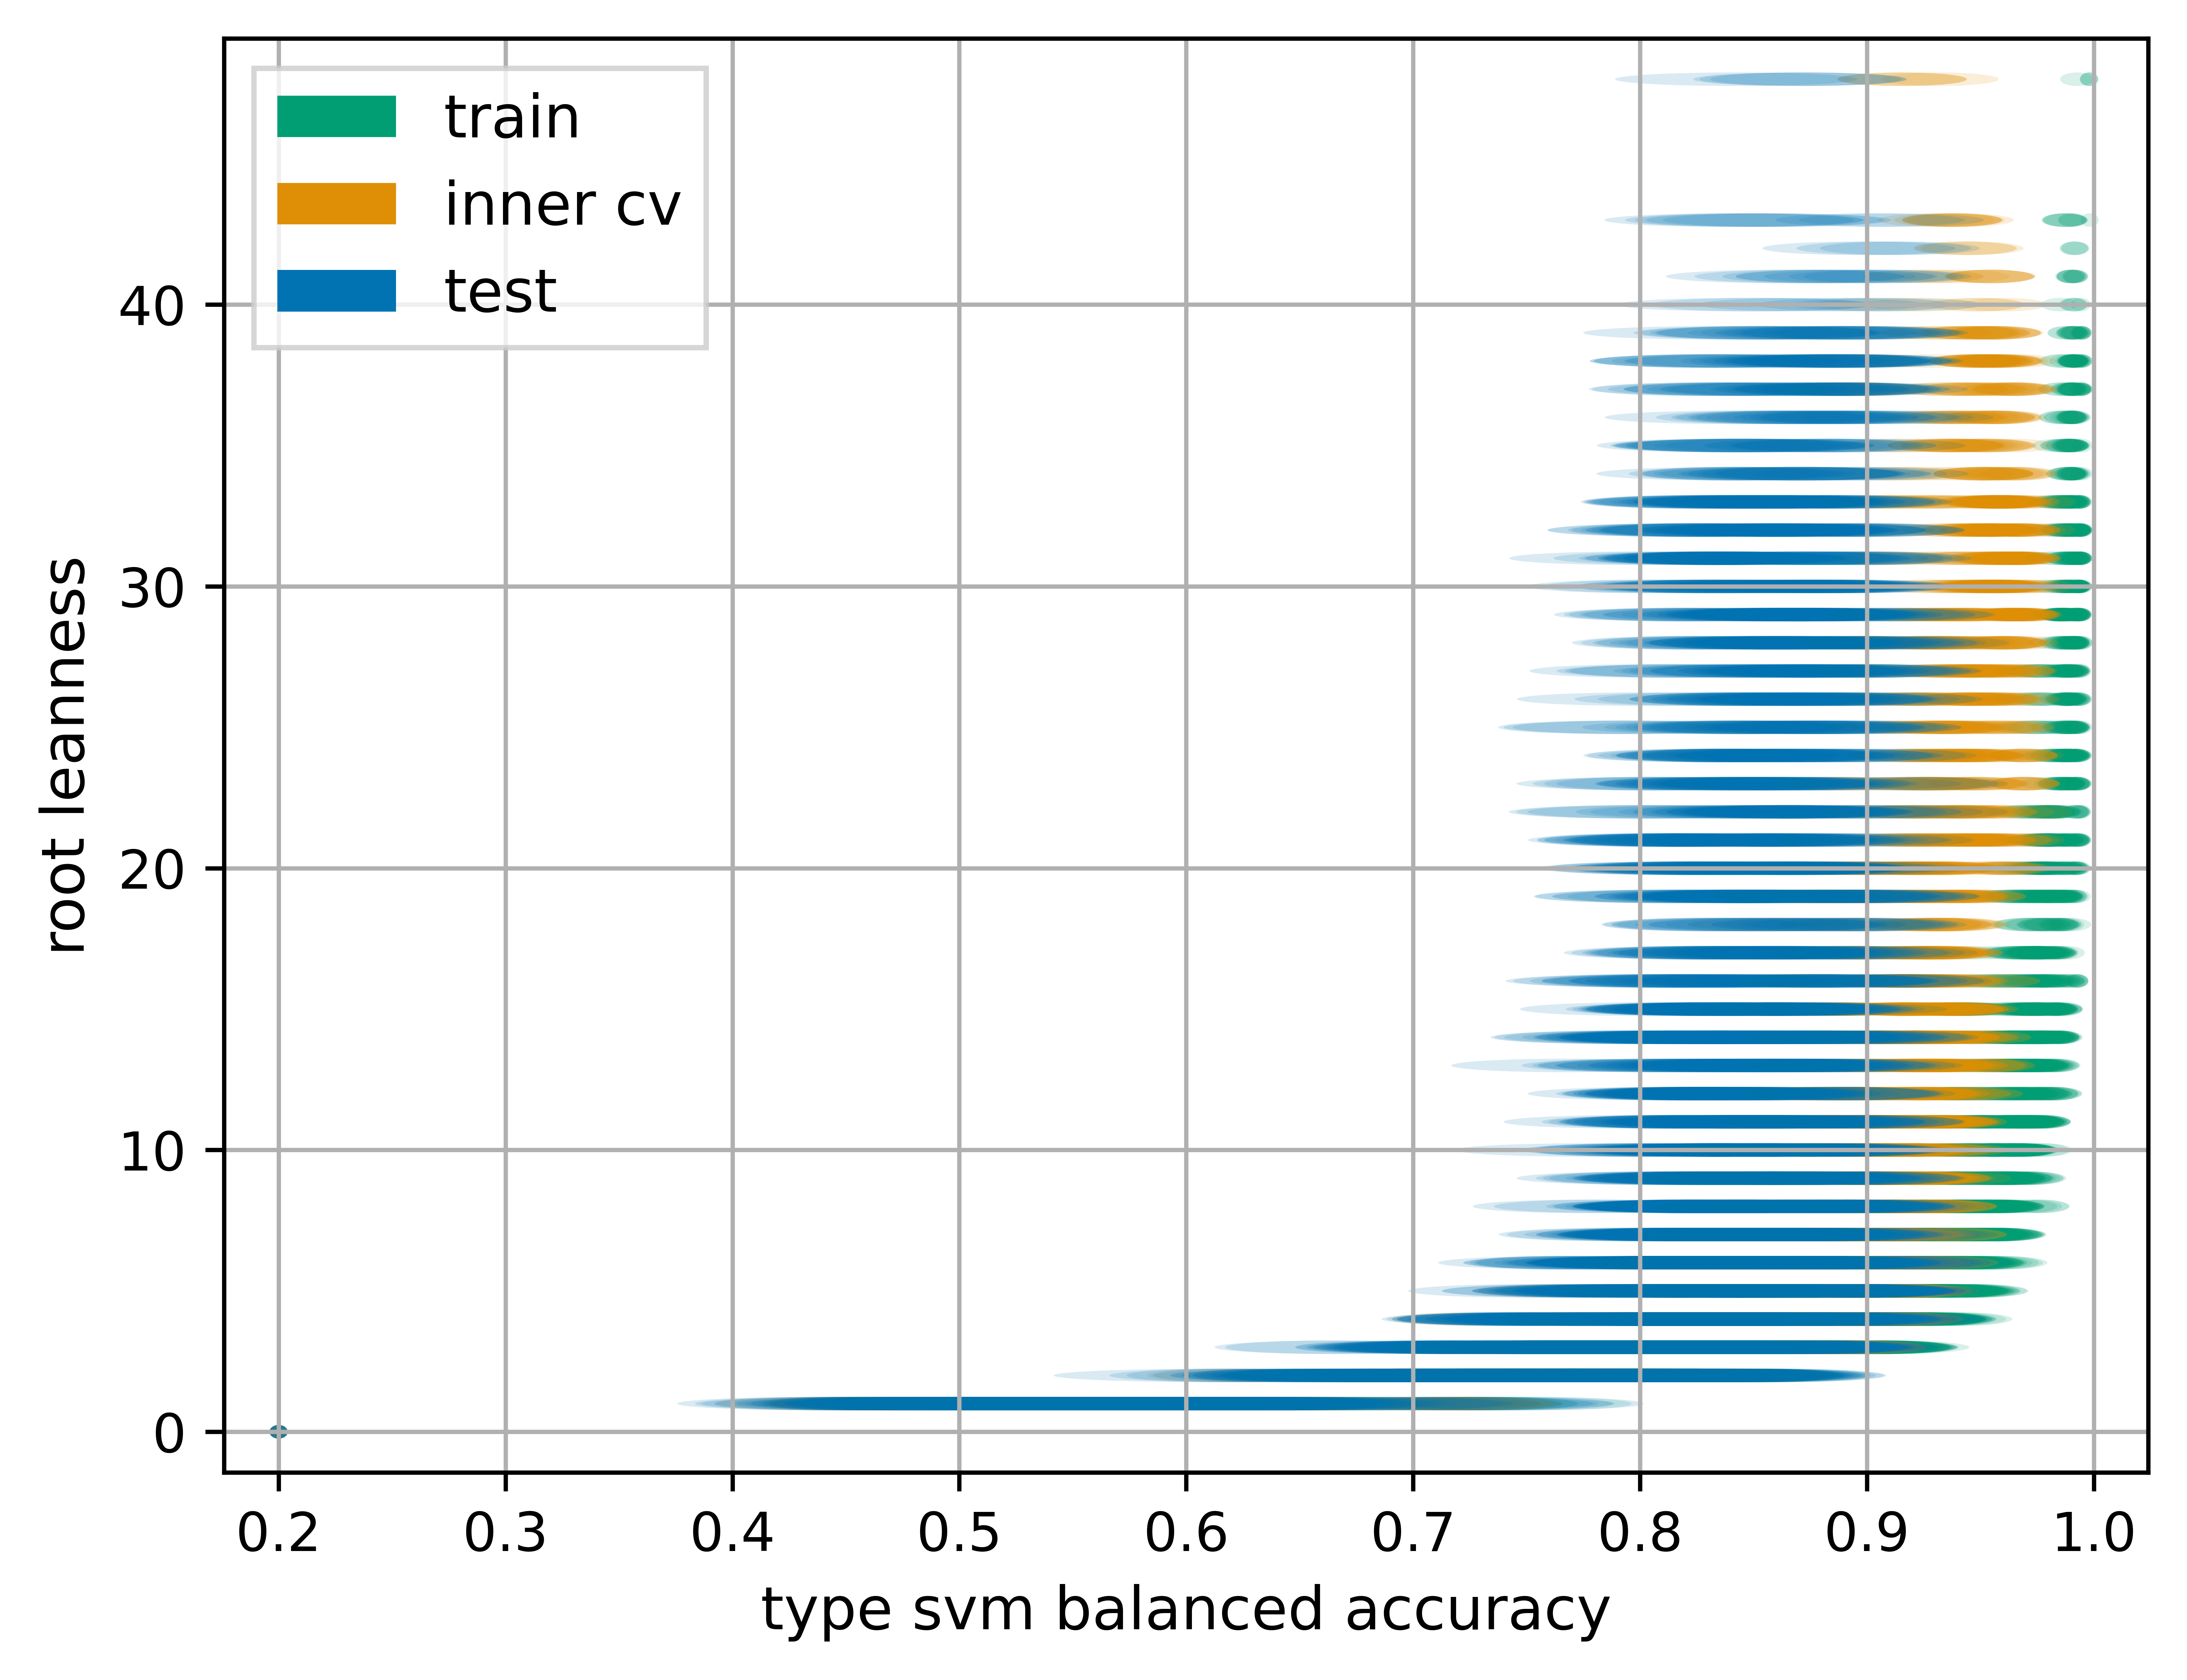 train
inner cv
test
40
30
20
10
0
root leanness
0.2 0.3 0.4 0.5 0.6 0.7 0.8 0.9 1.0
type svm balanced accuracy